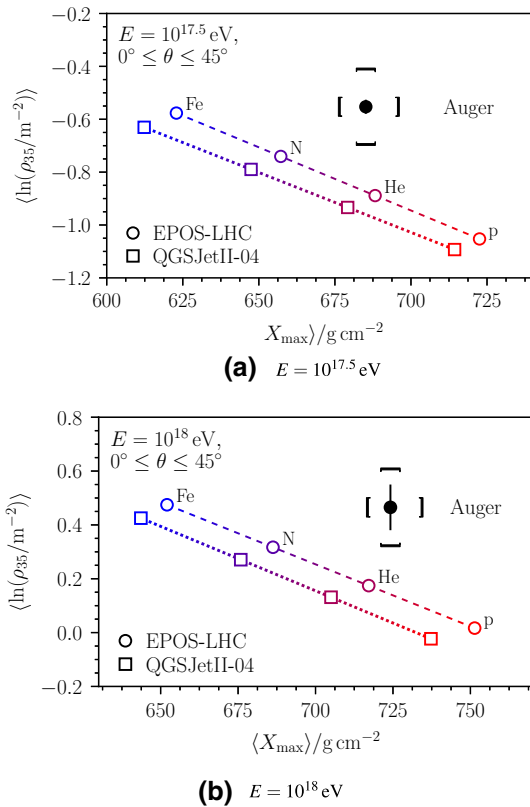 −0.2
−0.4
−0.6
−0.8
−1.0
−1.2
⟨ln(ρ35/m−2)⟩
E = 10^17.5 eV,
0° ≤ θ ≤ 45°
Fe
N
He
p
Auger
EPOS-LHC
QGSJetII-04
600 625 650 675 700 725 750
Xmax⟩/g cm−2
(a) E = 10^17.5 eV
0.8
0.6
0.4
0.2
0.0
−0.2
⟨ln(ρ35/m−2)⟩
E = 10^18 eV,
0° ≤ θ ≤ 45°
Fe
N
He
p
Auger
EPOS-LHC
QGSJetII-04
650 675 700 725 750
⟨Xmax⟩/g cm−2
(b) E = 10^18 eV